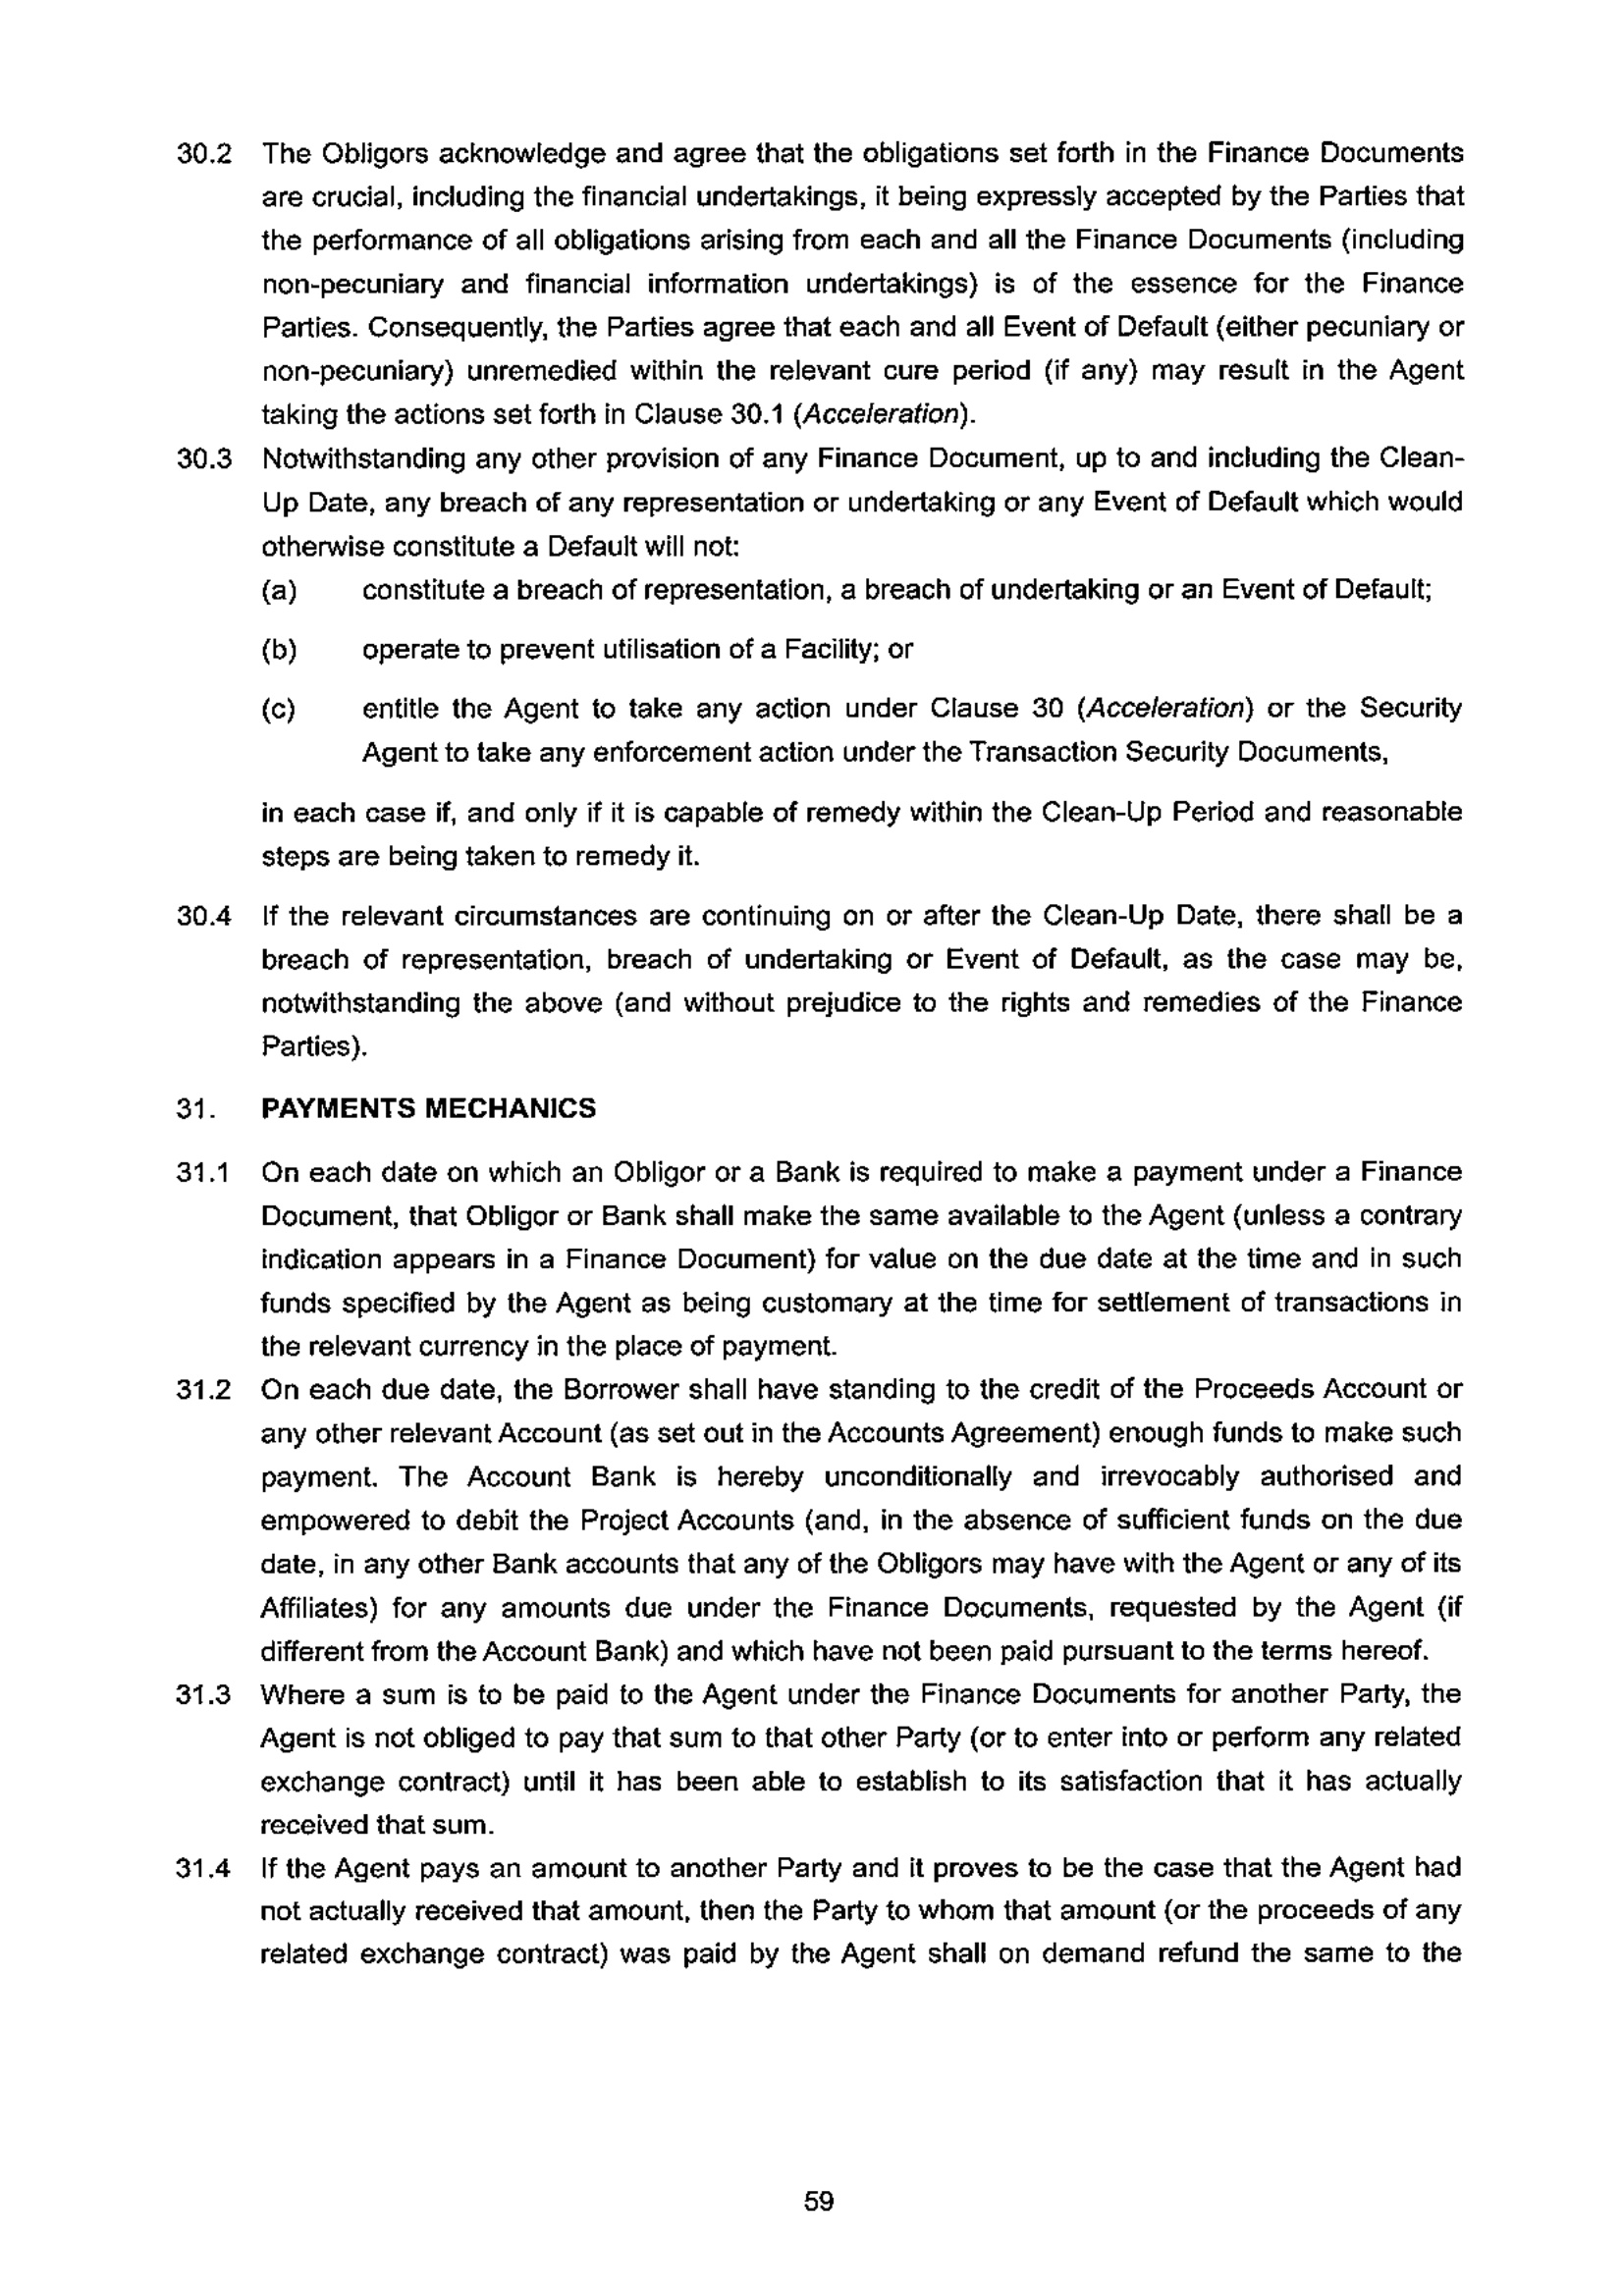 30.2 The Obligors acknowledge and agree that the obligations set forth in the Finance Documents
are crucial, including the financial undertakings, it being expressly accepted by the Parties that
the performance of all obligations arising from each and all the Finance Documents (including
non-pecuniary and financial information undertakings) is of the essence for the Finance
Parties. Consequently, the Parties agree that each and all Event of Default (either pecuniary or
non-pecuniary) unremedied within the relevant cure period (if any) may result in the Agent
taking the actions set forth in Clause 30.1 (Acceleration).
30.3 Notwithstanding any other provision of any Finance Document, up to and including the Clean-
Up Date, any breach of any representation or undertaking or any Event of Default which would
otherwise constitute a Default will not:
(a) constitute a breach of representation, a breach of undertaking or an Event of Default;
(b) operate to prevent utilisation of a Facility; or
(c) entitle the Agent to take any action under Clause 30 (Acceleration) or the Security
Agent to take any enforcement action under the Transaction Security Documents,
in each case if, and only if it is capable of remedy within the Clean-Up Period and reasonable
steps are being taken to remedy it.
30.4 If the relevant circumstances are continuing on or after the Clean-Up Date, there shall be a
breach of representation, breach of undertaking or Event of Default, as the case may be,
notwithstanding the above (and without prejudice to the rights and remedies of the Finance
Parties).
31. PAYMENTS MECHANICS
31.1 On each date on which an Obligor or a Bank is required to make a payment under a Finance
Document, that Obligor or Bank shall make the same available to the Agent (unless a contrary
indication appears in a Finance Document) for value on the due date at the time and in such
funds specified by the Agent as being customary at the time for settlement of transactions in
the relevant currency in the place of payment.
31.2 On each due date, the Borrower shall have standing to the credit of the Proceeds Account or
any other relevant Account (as set out in the Accounts Agreement) enough funds to make such
payment. The Account Bank is hereby unconditionally and irrevocably authorised and
empowered to debit the Project Accounts (and, in the absence of sufficient funds on the due
date, in any other Bank accounts that any of the Obligors may have with the Agent or any of its
Affiliates) for any amounts due under the Finance Documents, requested by the Agent (if
different from the Account Bank) and which have not been paid pursuant to the terms hereof.
31.3 Where a sum is to be paid to the Agent under the Finance Documents for another Party, the
Agent is not obliged to pay that sum to that other Party (or to enter into or perform any related
exchange contract) until it has been able to establish to its satisfaction that it has actually
received that sum.
31.4 If the Agent pays an amount to another Party and it proves to be the case that the Agent had
not actually received that amount, then the Party to whom that amount (or the proceeds of any
related exchange contract) was paid by the Agent shall on demand refund the same to the
59